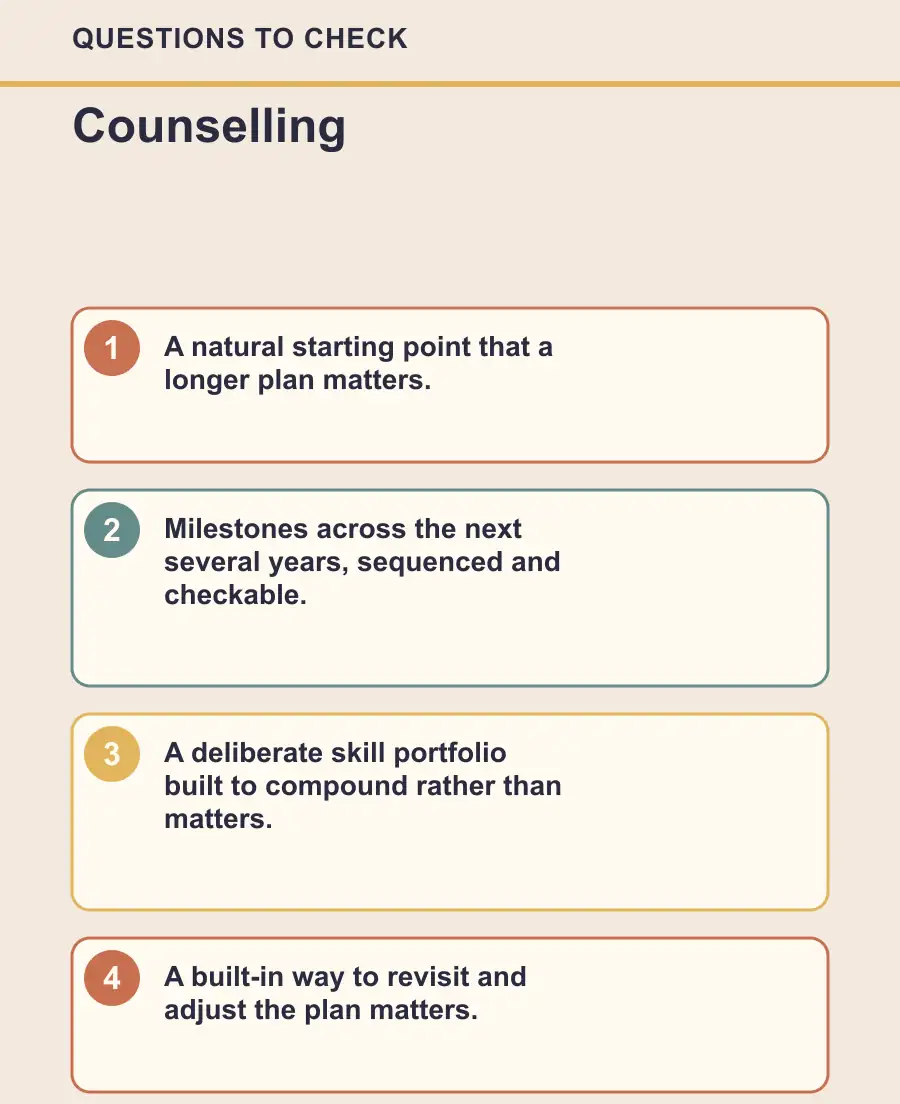 QUESTIONS TO CHECK
Counselling
1
A natural starting point that a
longer plan matters.
2
Milestones across the next
several years, sequenced and
checkable.
3
A deliberate skill portfolio
built to compound rather than
matters.
4
A built-in way to revisit and
adjust the plan matters.